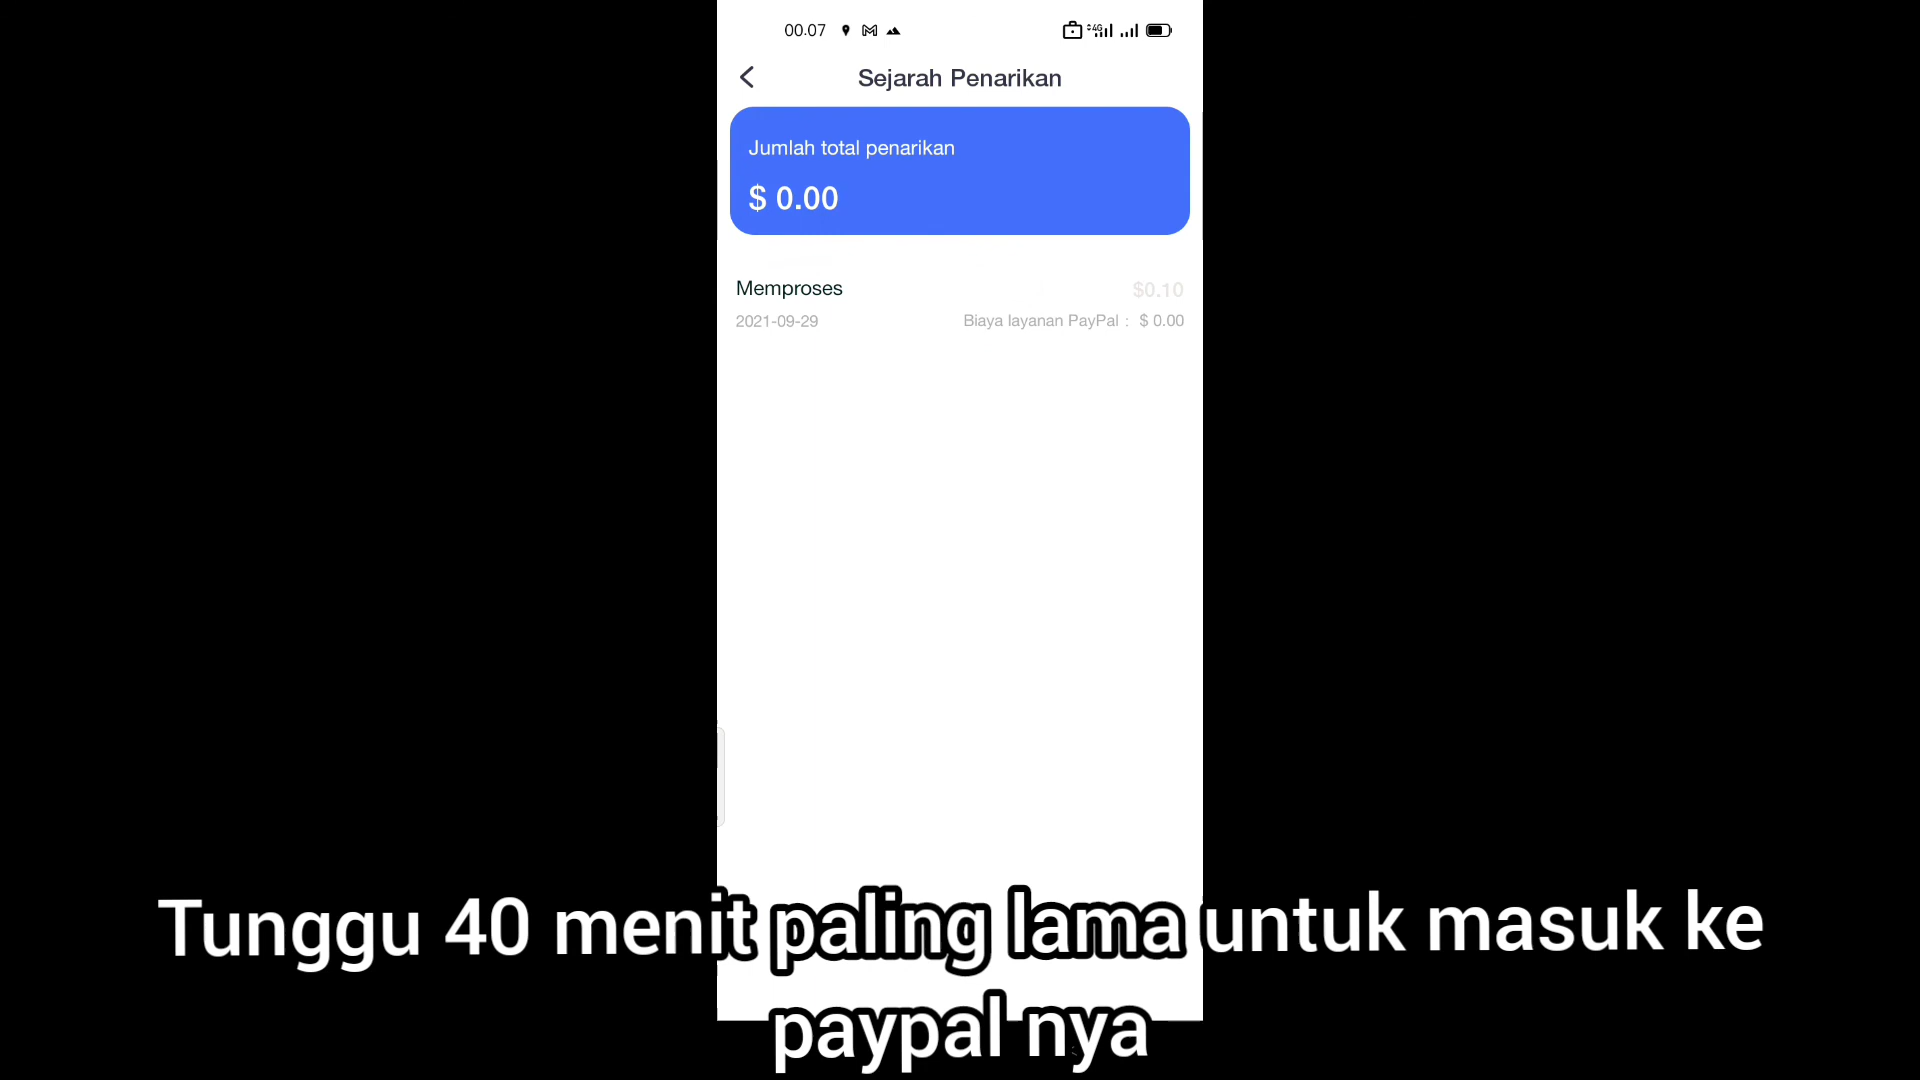 00.07
Sejarah Penarikan
Jumlah total penarikan
$ 0.00
Memproses $0.10
2021-09-29 Biaya layanan PayPal : $ 0.00
Tunggu 40 menit paling lama untuk masuk ke
paypal nya